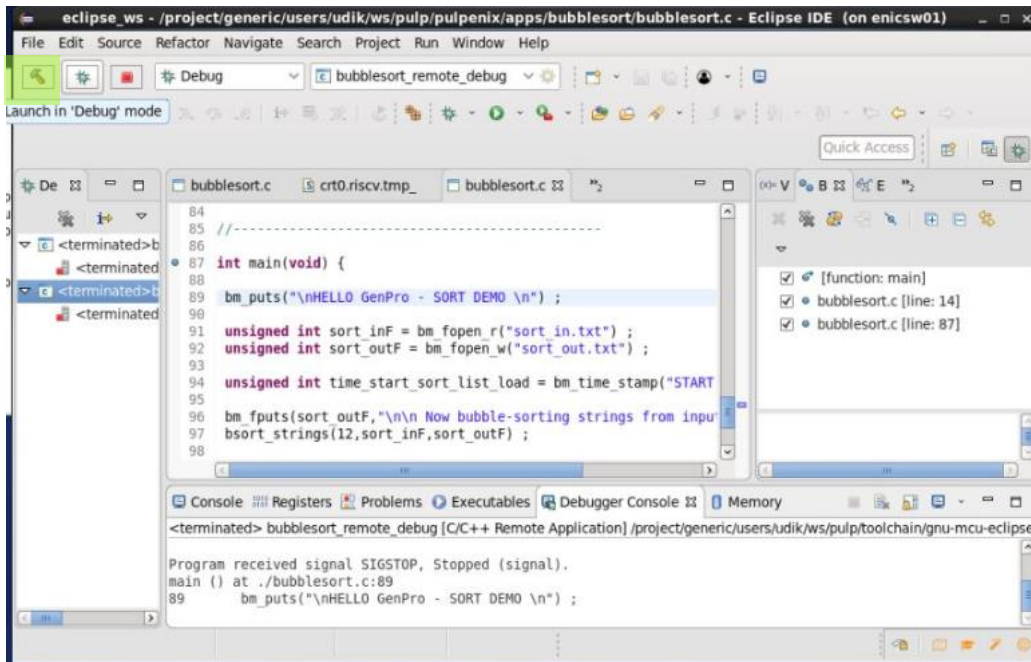 eclipse_ws - /project/generic/users/udik/ws/pulp/pulpenix/apps/bubblesort/bubblesort.c - Eclipse IDE (on enicsw01)
File Edit Source Refactor Navigate Search Project Run Window Help
Debug bubblesort_remote_debug
Launch in 'Debug' mode
Quick Access
De bubblesort.c crt0.riscv.tmp_ bubblesort.c "2 (x)= V B E "2
84
85 //----------------------------------------------
86
87 int main(void) {
88
89 bm_puts("\nHELLO GenPro - SORT DEMO \n") ;
90
91 unsigned int sort_inF = bm_fopen_r("sort_in.txt") ;
92 unsigned int sort_outF = bm_fopen_w("sort_out.txt") ;
93
94 unsigned int time_start_sort_list_load = bm_time_stamp("START
95
96 bm_fputs(sort_outF,"\n\n Now bubble-sorting strings from inpu
97 bsort_strings(12,sort_inF,sort_outF) ;
98
<terminated>b
<terminated
<terminated>b
<terminated
[function: main]
bubblesort.c [line: 14]
bubblesort.c [line: 87]
Console Registers Problems Executables Debugger Console Memory
<terminated> bubblesort_remote_debug [C/C++ Remote Application] /project/generic/users/udik/ws/pulp/toolchain/gnu-mcu-eclipse
Program received signal SIGSTOP, Stopped (signal).
main () at ./bubblesort.c:89
89 bm_puts("\nHELLO GenPro - SORT DEMO \n") ;